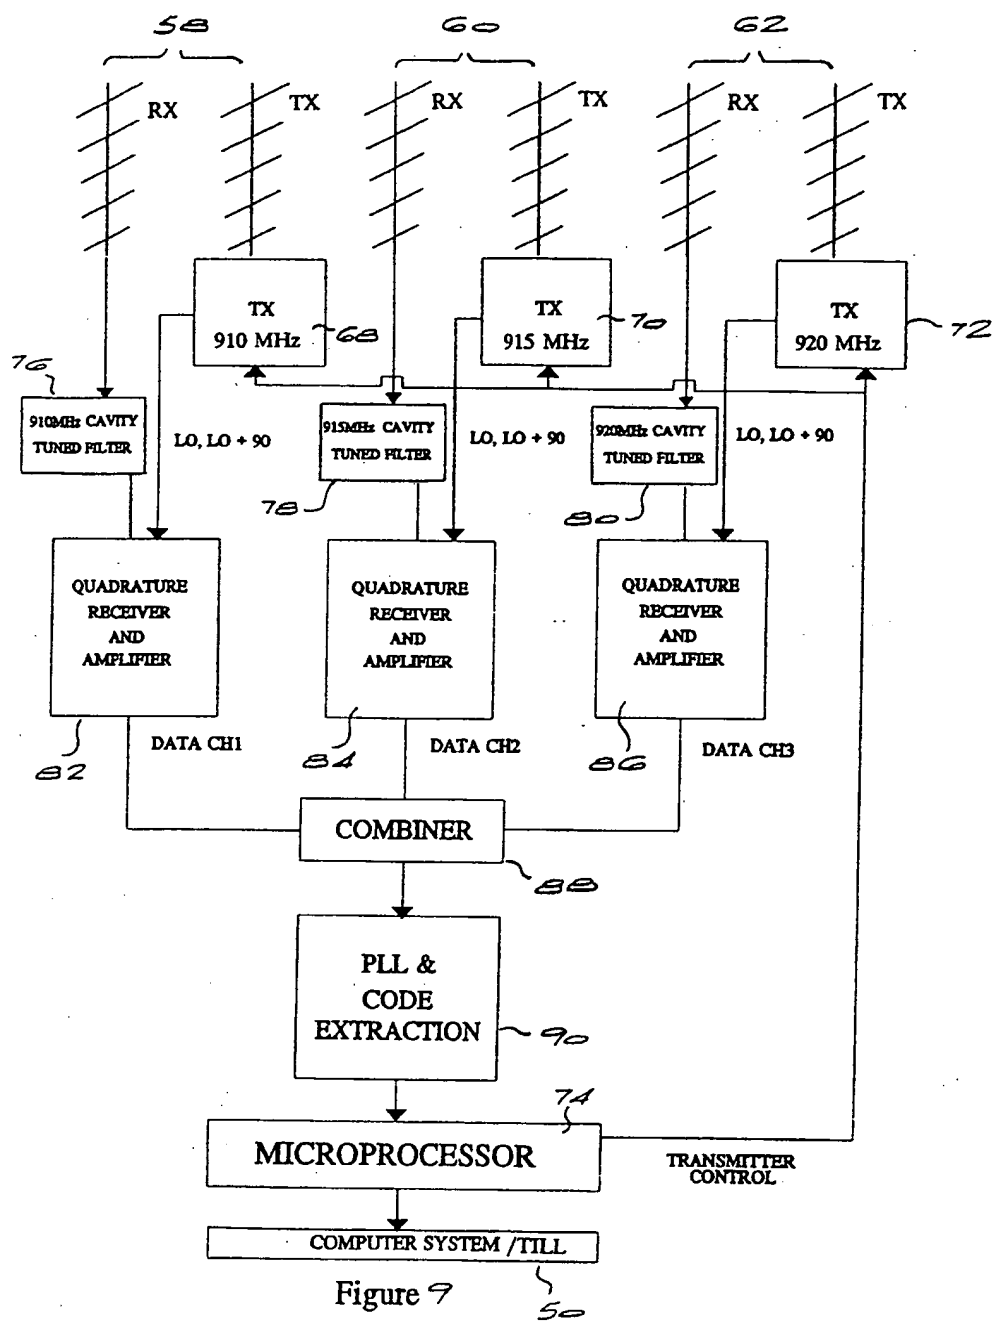 58 60 62
RX TX RX TX RX TX
TX
910 MHz
68
TX
915 MHz
70
TX
920 MHz
72
76
910MHz CAVITY
TUNED FILTER
LO, LO + 90
915MHz CAVITY
TUNED FILTER
78
LO, LO + 90
920MHz CAVITY
TUNED FILTER
80
LO, LO + 90
QUADRATURE
RECEIVER
AND
AMPLIFIER
82
DATA CH1
QUADRATURE
RECEIVER
AND
AMPLIFIER
84
DATA CH2
QUADRATURE
RECEIVER
AND
AMPLIFIER
86
DATA CH3
COMBINER
88
PLL &
CODE
EXTRACTION
90
74
MICROPROCESSOR
TRANSMITTER
CONTROL
COMPUTER SYSTEM /TILL
50
Figure 9